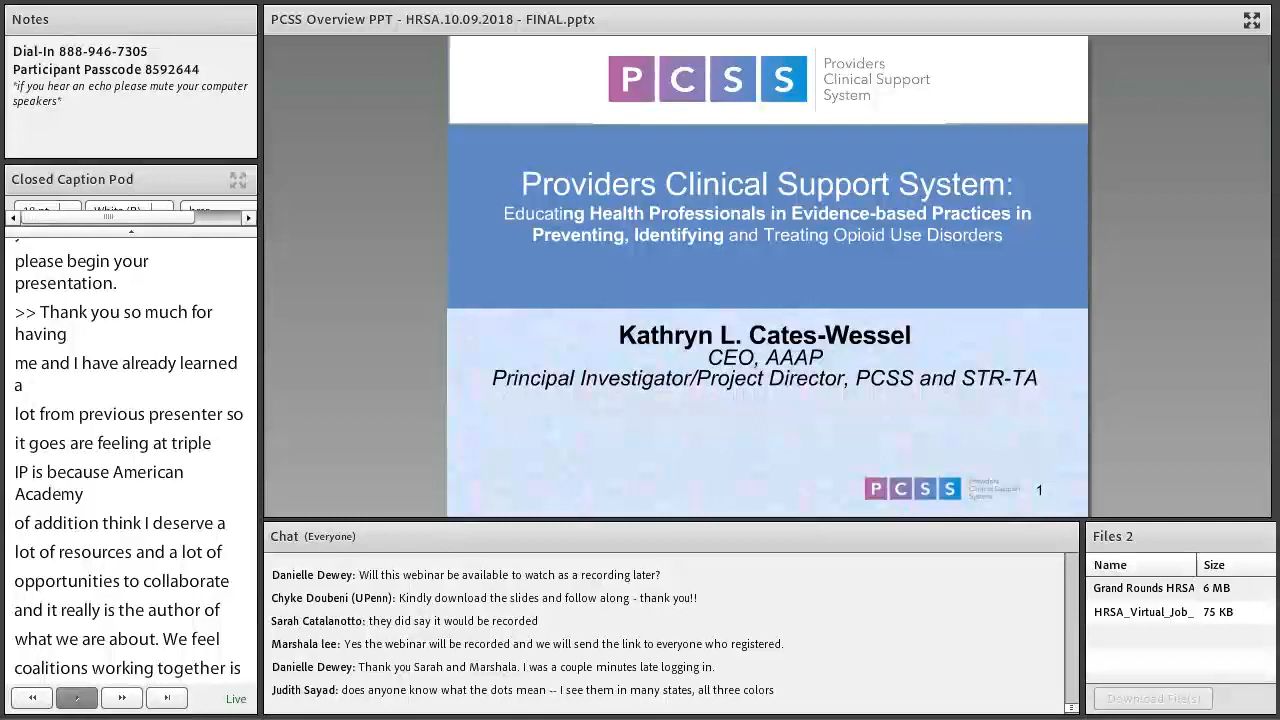 Notes
Dial-In 888-946-7305
Participant Passcode 8592644
*if you hear an echo please mute your computer
speakers*
Closed Caption Pod
please begin your
presentation.
>> Thank you so much for
having
me and I have already learned
a
lot from previous presenter so
it goes are feeling at triple
IP is because American
Academy
of addition think I deserve a
lot of resources and a lot of
opportunities to collaborate
and it really is the author of
what we are about. We feel
coalitions working together is
Live
PCSS Overview PPT - HRSA.10.09.2018 - FINAL.pptx
P C S S
Providers
Clinical Support
System
Providers Clinical Support System:
Educating Health Professionals in Evidence-based Practices in
Preventing, Identifying and Treating Opioid Use Disorders
Kathryn L. Cates-Wessel
CEO, AAAP
Principal Investigator/Project Director, PCSS and STR-TA
P C S S
Providers
Clinical Support
System
1
Chat (Everyone)
Danielle Dewey: Will this webinar be available to watch as a recording later?
Chyke Doubeni (UPenn): Kindly download the slides and follow along - thank you!!
Sarah Catalanotto: they did say it would be recorded
Marshala lee: Yes the webinar will be recorded and we will send the link to everyone who registered.
Danielle Dewey: Thank you Sarah and Marshala. I was a couple minutes late logging in.
Judith Sayad: does anyone know what the dots mean -- I see them in many states, all three colors
Files 2
Name Size
Grand Rounds HRSA 6 MB
HRSA_Virtual_Job_ 75 KB
Download File(s)